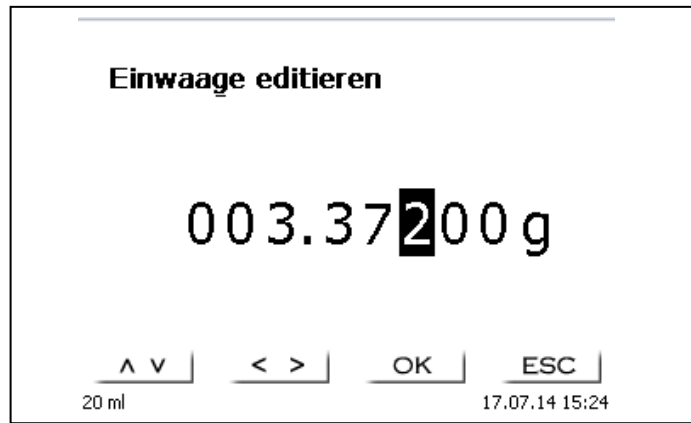 Einwaage editieren
003.37200g
∧ ∨ < > OK ESC
20 ml 17.07.14 15:24